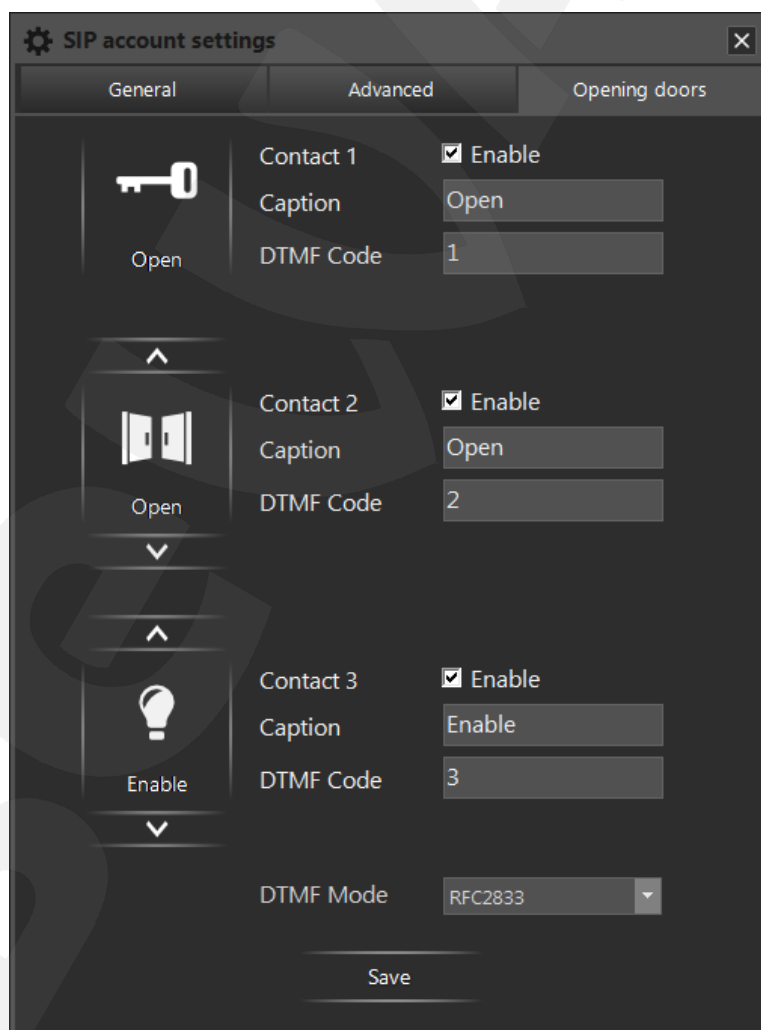 SIP account settings
General Advanced Opening doors
Contact 1 Enable
Caption Open
Open DTMF Code 1
Contact 2 Enable
Caption Open
Open DTMF Code 2
Contact 3 Enable
Caption Enable
Enable DTMF Code 3
DTMF Mode RFC2833
Save